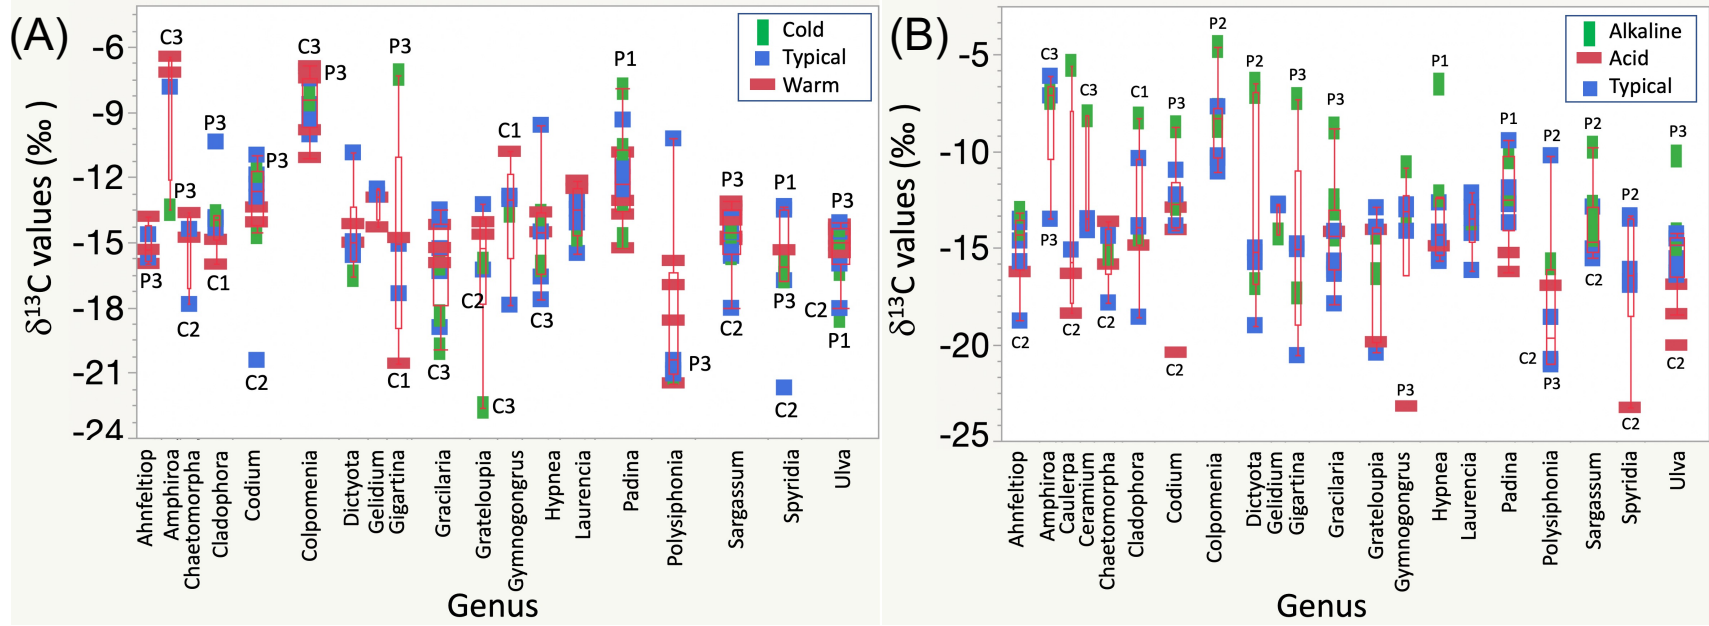 (A)
δ13C values (‰)
-6
-9
-12
-15
-18
-21
-24
Cold
Typical
Warm
C3
P3
P3
C2
P3
P3
C1
P3
C2
C3
P3
P3
C1
C3
C2
C3
C1
C3
P1
P3
P3
C2
P1
P3
C2
P3
C2
P1
Ahnfeltiop
Amphiroa
Chaetomorpha
Cladophora
Codium
Colpomenia
Dictyota
Gelidium
Gigartina
Gracilaria
Grateloupia
Gymnogongrus
Hypnea
Laurencia
Padina
Polysiphonia
Sargassum
Spyridia
Ulva
Genus
(B)
δ13C values (‰)
-5
-10
-15
-20
-25
Alkaline
Acid
Typical
C2
C3
P3
C2
C3
C2
C1
P3
C2
P2
P2
P3
P3
P3
P1
P1
P2
C2
P3
P2
C2
P2
C2
P3
C2
Ahnfeltiop
Amphiroa
Caulerpa
Ceramium
Chaetomorpha
Cladophora
Codium
Colpomenia
Dictyota
Gelidium
Gigartina
Gracilaria
Grateloupia
Gymnogongrus
Hypnea
Laurencia
Padina
Polysiphonia
Sargassum
Spyridia
Ulva
Genus